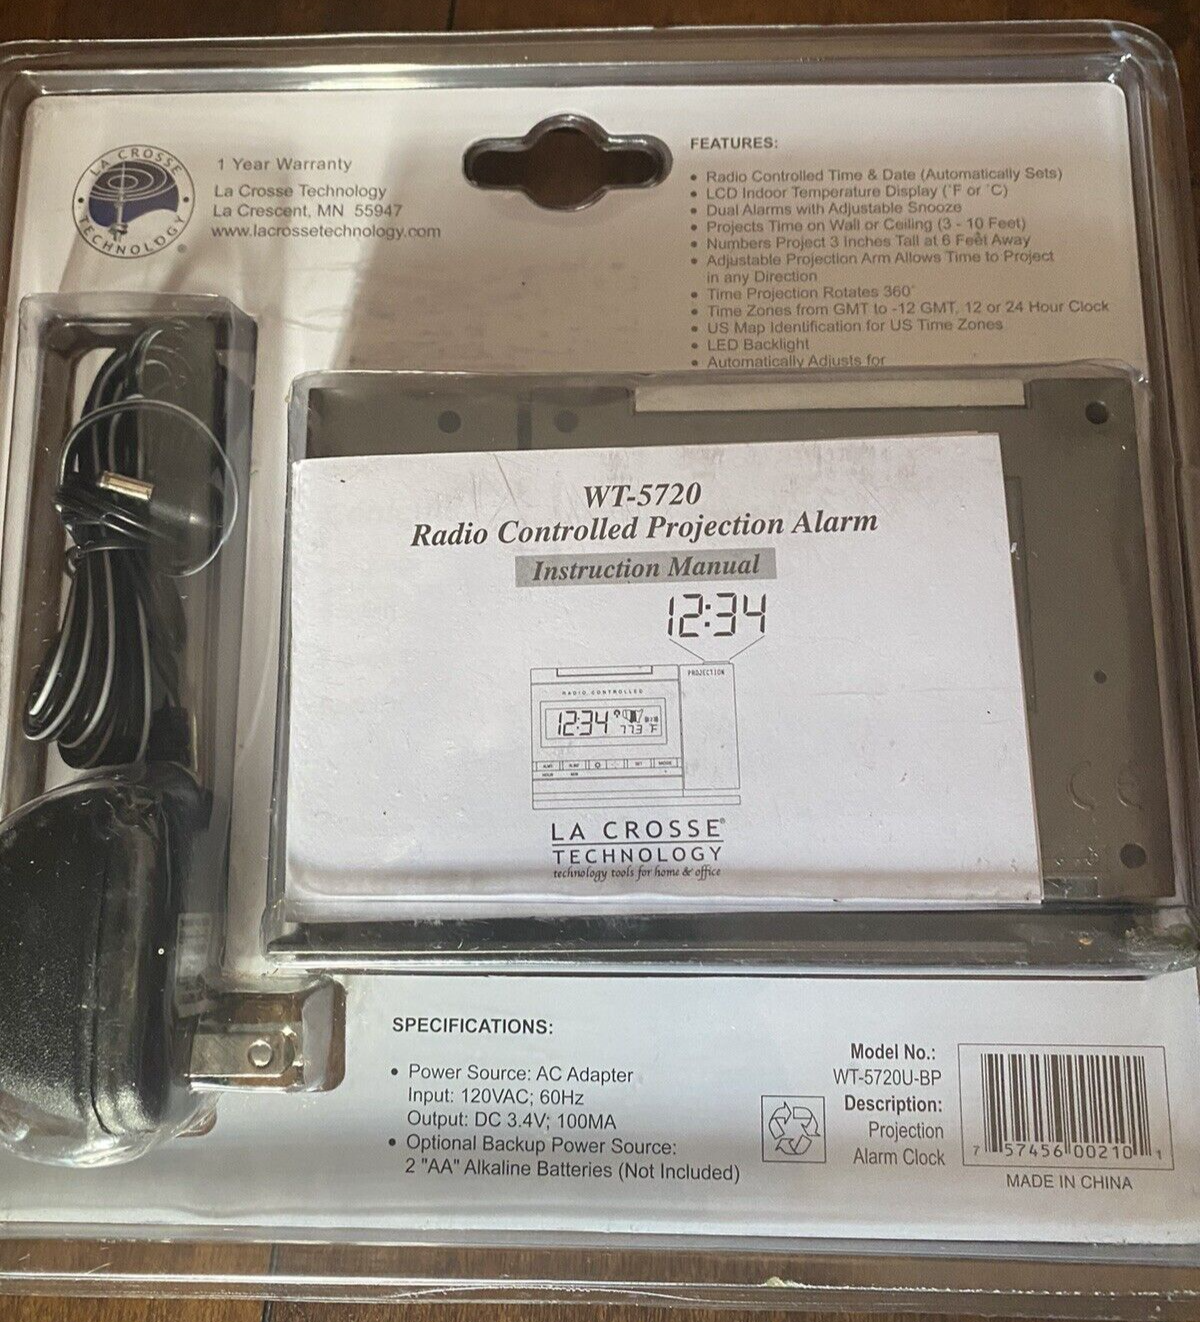 LA CROSSE
TECHNOLOGY
®
1 Year Warranty
La Crosse Technology
La Crescent, MN 55947
www.lacrossetechnology.com
FEATURES:
• Radio Controlled Time & Date (Automatically Sets)
• LCD Indoor Temperature Display (˚F or ˚C)
• Dual Alarms with Adjustable Snooze
• Projects Time on Wall or Ceiling (3 - 10 Feet)
• Numbers Project 3 Inches Tall at 6 Feet Away
• Adjustable Projection Arm Allows Time to Project
in any Direction
• Time Projection Rotates 360˚
• Time Zones from GMT to -12 GMT, 12 or 24 Hour Clock
• US Map Identification for US Time Zones
• LED Backlight
• Automatically Adjusts for
WT-5720
Radio Controlled Projection Alarm
Instruction Manual
12:34
PROJECTION
RADIO CONTROLLED
12:34
77.3 °F
SET
MODE
HOUR
MIN
LA CROSSE®
TECHNOLOGY
technology tools for home & office
CE
SPECIFICATIONS:
• Power Source: AC Adapter
Input: 120VAC; 60Hz
Output: DC 3.4V; 100MA
• Optional Backup Power Source:
2 "AA" Alkaline Batteries (Not Included)
Model No.:
WT-5720U-BP
Description:
Projection
Alarm Clock
7 57456 00210 1
MADE IN CHINA